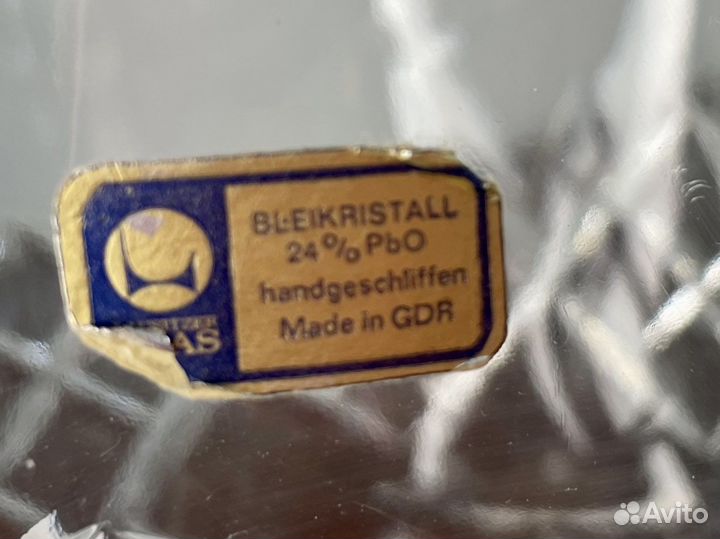 BLEIKRISTALL
24% PbO
handgeschliffen
Made in GDR
AS
Avito